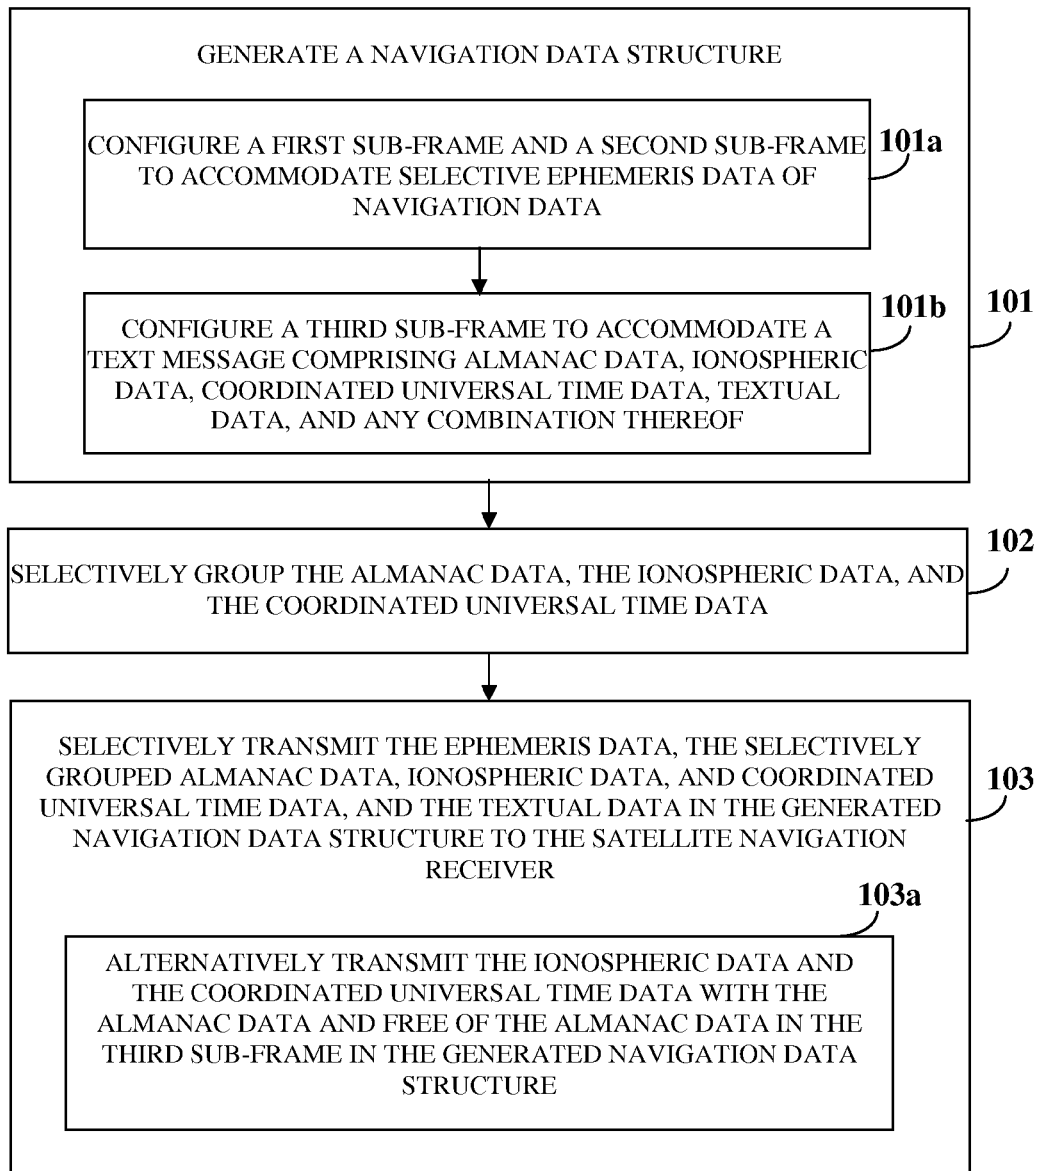 GENERATE A NAVIGATION DATA STRUCTURE
CONFIGURE A FIRST SUB-FRAME AND A SECOND SUB-FRAME
TO ACCOMMODATE SELECTIVE EPHEMERIS DATA OF
NAVIGATION DATA
101a
CONFIGURE A THIRD SUB-FRAME TO ACCOMMODATE A
TEXT MESSAGE COMPRISING ALMANAC DATA, IONOSPHERIC
DATA, COORDINATED UNIVERSAL TIME DATA, TEXTUAL
DATA, AND ANY COMBINATION THEREOF
101b
101
SELECTIVELY GROUP THE ALMANAC DATA, THE IONOSPHERIC DATA, AND
THE COORDINATED UNIVERSAL TIME DATA
102
SELECTIVELY TRANSMIT THE EPHEMERIS DATA, THE SELECTIVELY
GROUPED ALMANAC DATA, IONOSPHERIC DATA, AND COORDINATED
UNIVERSAL TIME DATA, AND THE TEXTUAL DATA IN THE GENERATED
NAVIGATION DATA STRUCTURE TO THE SATELLITE NAVIGATION
RECEIVER
103
103a
ALTERNATIVELY TRANSMIT THE IONOSPHERIC DATA AND
THE COORDINATED UNIVERSAL TIME DATA WITH THE
ALMANAC DATA AND FREE OF THE ALMANAC DATA IN THE
THIRD SUB-FRAME IN THE GENERATED NAVIGATION DATA
STRUCTURE